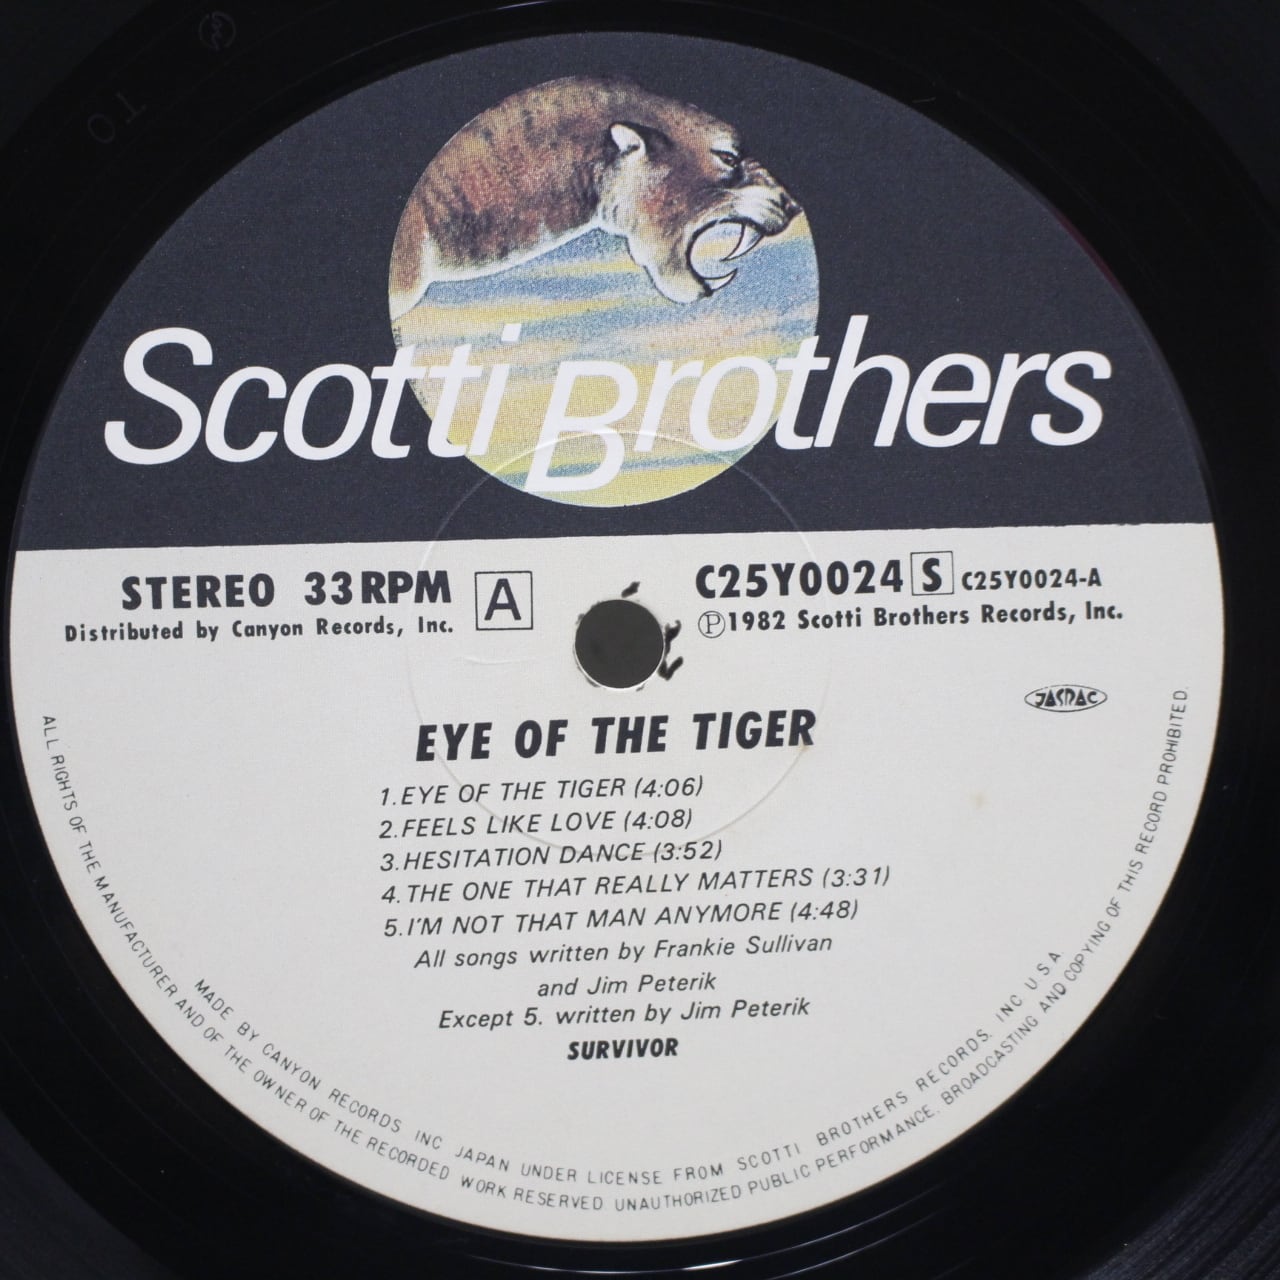 Scotti Brothers
STEREO 33RPM A
Distributed by Canyon Records, Inc.
C25Y0024 S C25Y0024-A
Ⓟ1982 Scotti Brothers Records, Inc.
JASRAC
EYE OF THE TIGER
1.EYE OF THE TIGER (4:06)
2.FEELS LIKE LOVE (4:08)
3.HESITATION DANCE (3:52)
4.THE ONE THAT REALLY MATTERS (3:31)
5.I'M NOT THAT MAN ANYMORE (4:48)
All songs written by Frankie Sullivan
and Jim Peterik
Except 5. written by Jim Peterik
SURVIVOR
MADE BY CANYON RECORDS INC JAPAN UNDER LICENSE FROM SCOTTI BROTHERS RECORDS. INC U.S.A
ALL RIGHTS OF THE MANUFACTURER AND OF THE OWNER OF THE RECORDED WORK RESERVED UNAUTHORIZED PUBLIC PERFORMANCE. BROADCASTING AND COPYING OF THIS RECORD PROHIBITED.